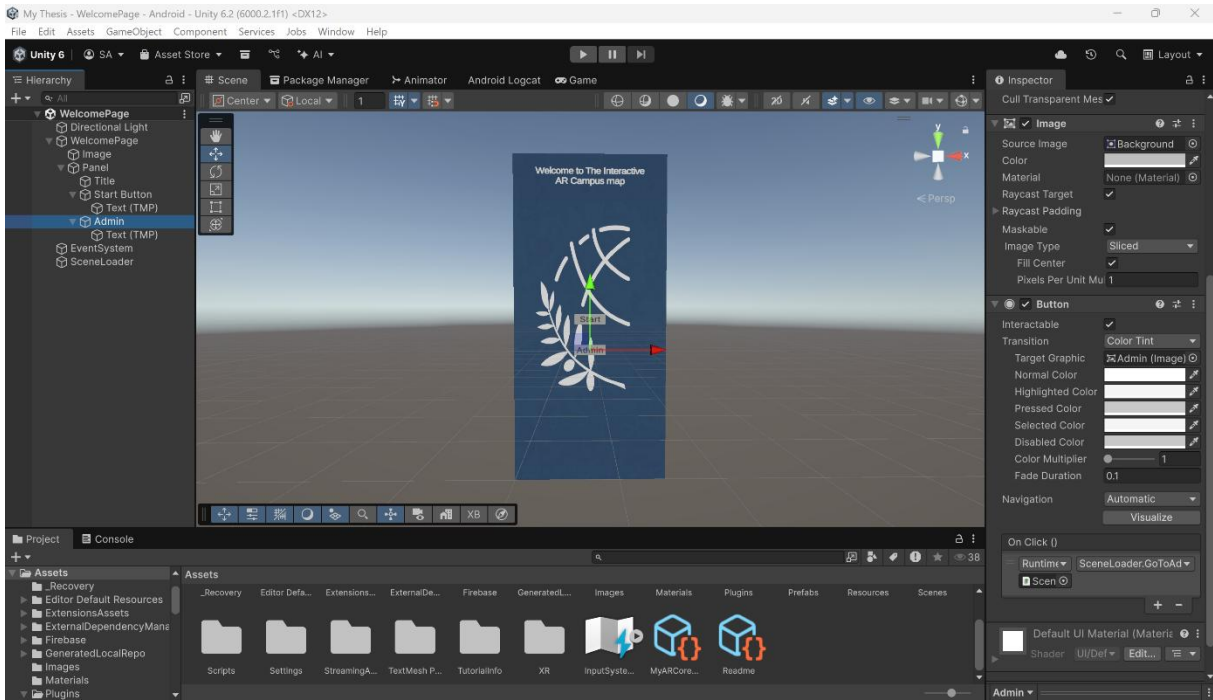 My Thesis - WelcomePage - Android - Unity 6.2 (6000.2.1f1) <DX12>
File Edit Assets GameObject Component Services Jobs Window Help
Unity 6 SA Asset Store AI Layout
Hierarchy
All
WelcomePage
Directional Light
WelcomePage
Image
Panel
Title
Start Button
Text (TMP)
Admin
Text (TMP)
EventSystem
SceneLoader
Scene Package Manager Animator Android Logcat Game
Center Local 1 2D
y
x
Persp
Welcome to The Interactive
AR Campus map
Start
Admin
XB
Inspector
Cull Transparent Mes
Image
Source Image Background
Color
Material None (Material)
Raycast Target
Raycast Padding
Maskable
Image Type Sliced
Fill Center
Pixels Per Unit Mul 1
Button
Interactable
Transition Color Tint
Target Graphic Admin (Image)
Normal Color
Highlighted Color
Pressed Color
Selected Color
Disabled Color
Color Multiplier 1
Fade Duration 0.1
Navigation Automatic
Visualize
On Click ()
Runtime SceneLoader.GoToAd
Scen
+ -
Default UI Material (Materia
Shader UI/Def Edit...
Admin
Project Console
38
Assets
_Recovery
Editor Default Resources
ExtensionsAssets
ExternalDependencyMana
Firebase
GeneratedLocalRepo
Images
Materials
Plugins
Assets
_Recovery Editor Defa... Extensions... ExternalDe... Firebase GeneratedL... Images Materials Plugins Prefabs Resources Scenes
Scripts Settings StreamingA... TextMesh P... TutorialInfo XR InputSyste... MyARCore... Readme